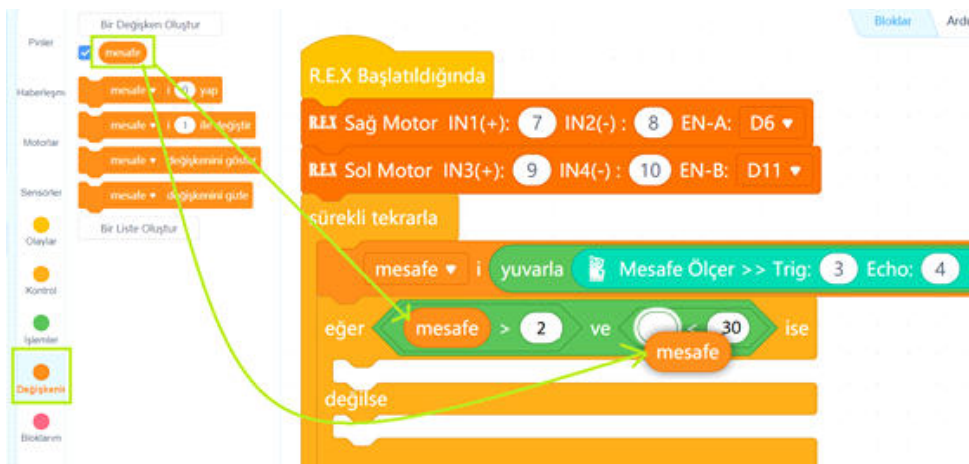 Bir Değişken Oluştur
Bloklar Ardu
Pinler
mesafe
Haberleşme
mesafe i 0 yap
mesafe i 1 ile değiştir
Motorlar
mesafe değişkenini göster
Sensörler
mesafe değişkenini gizle
Bir Liste Oluştur
Olaylar
Kontrol
İşlemler
Değişkenle
Bloklarım
R.E.X Başlatıldığında
R.E.X Sağ Motor IN1(+): 7 IN2(-) : 8 EN-A: D6
R.E.X Sol Motor IN3(+): 9 IN4(-) : 10 EN-B: D11
sürekli tekrarla
mesafe i yuvarla Mesafe Ölçer >> Trig: 3 Echo: 4
eğer mesafe > 2 ve < 30 ise
mesafe
değilse